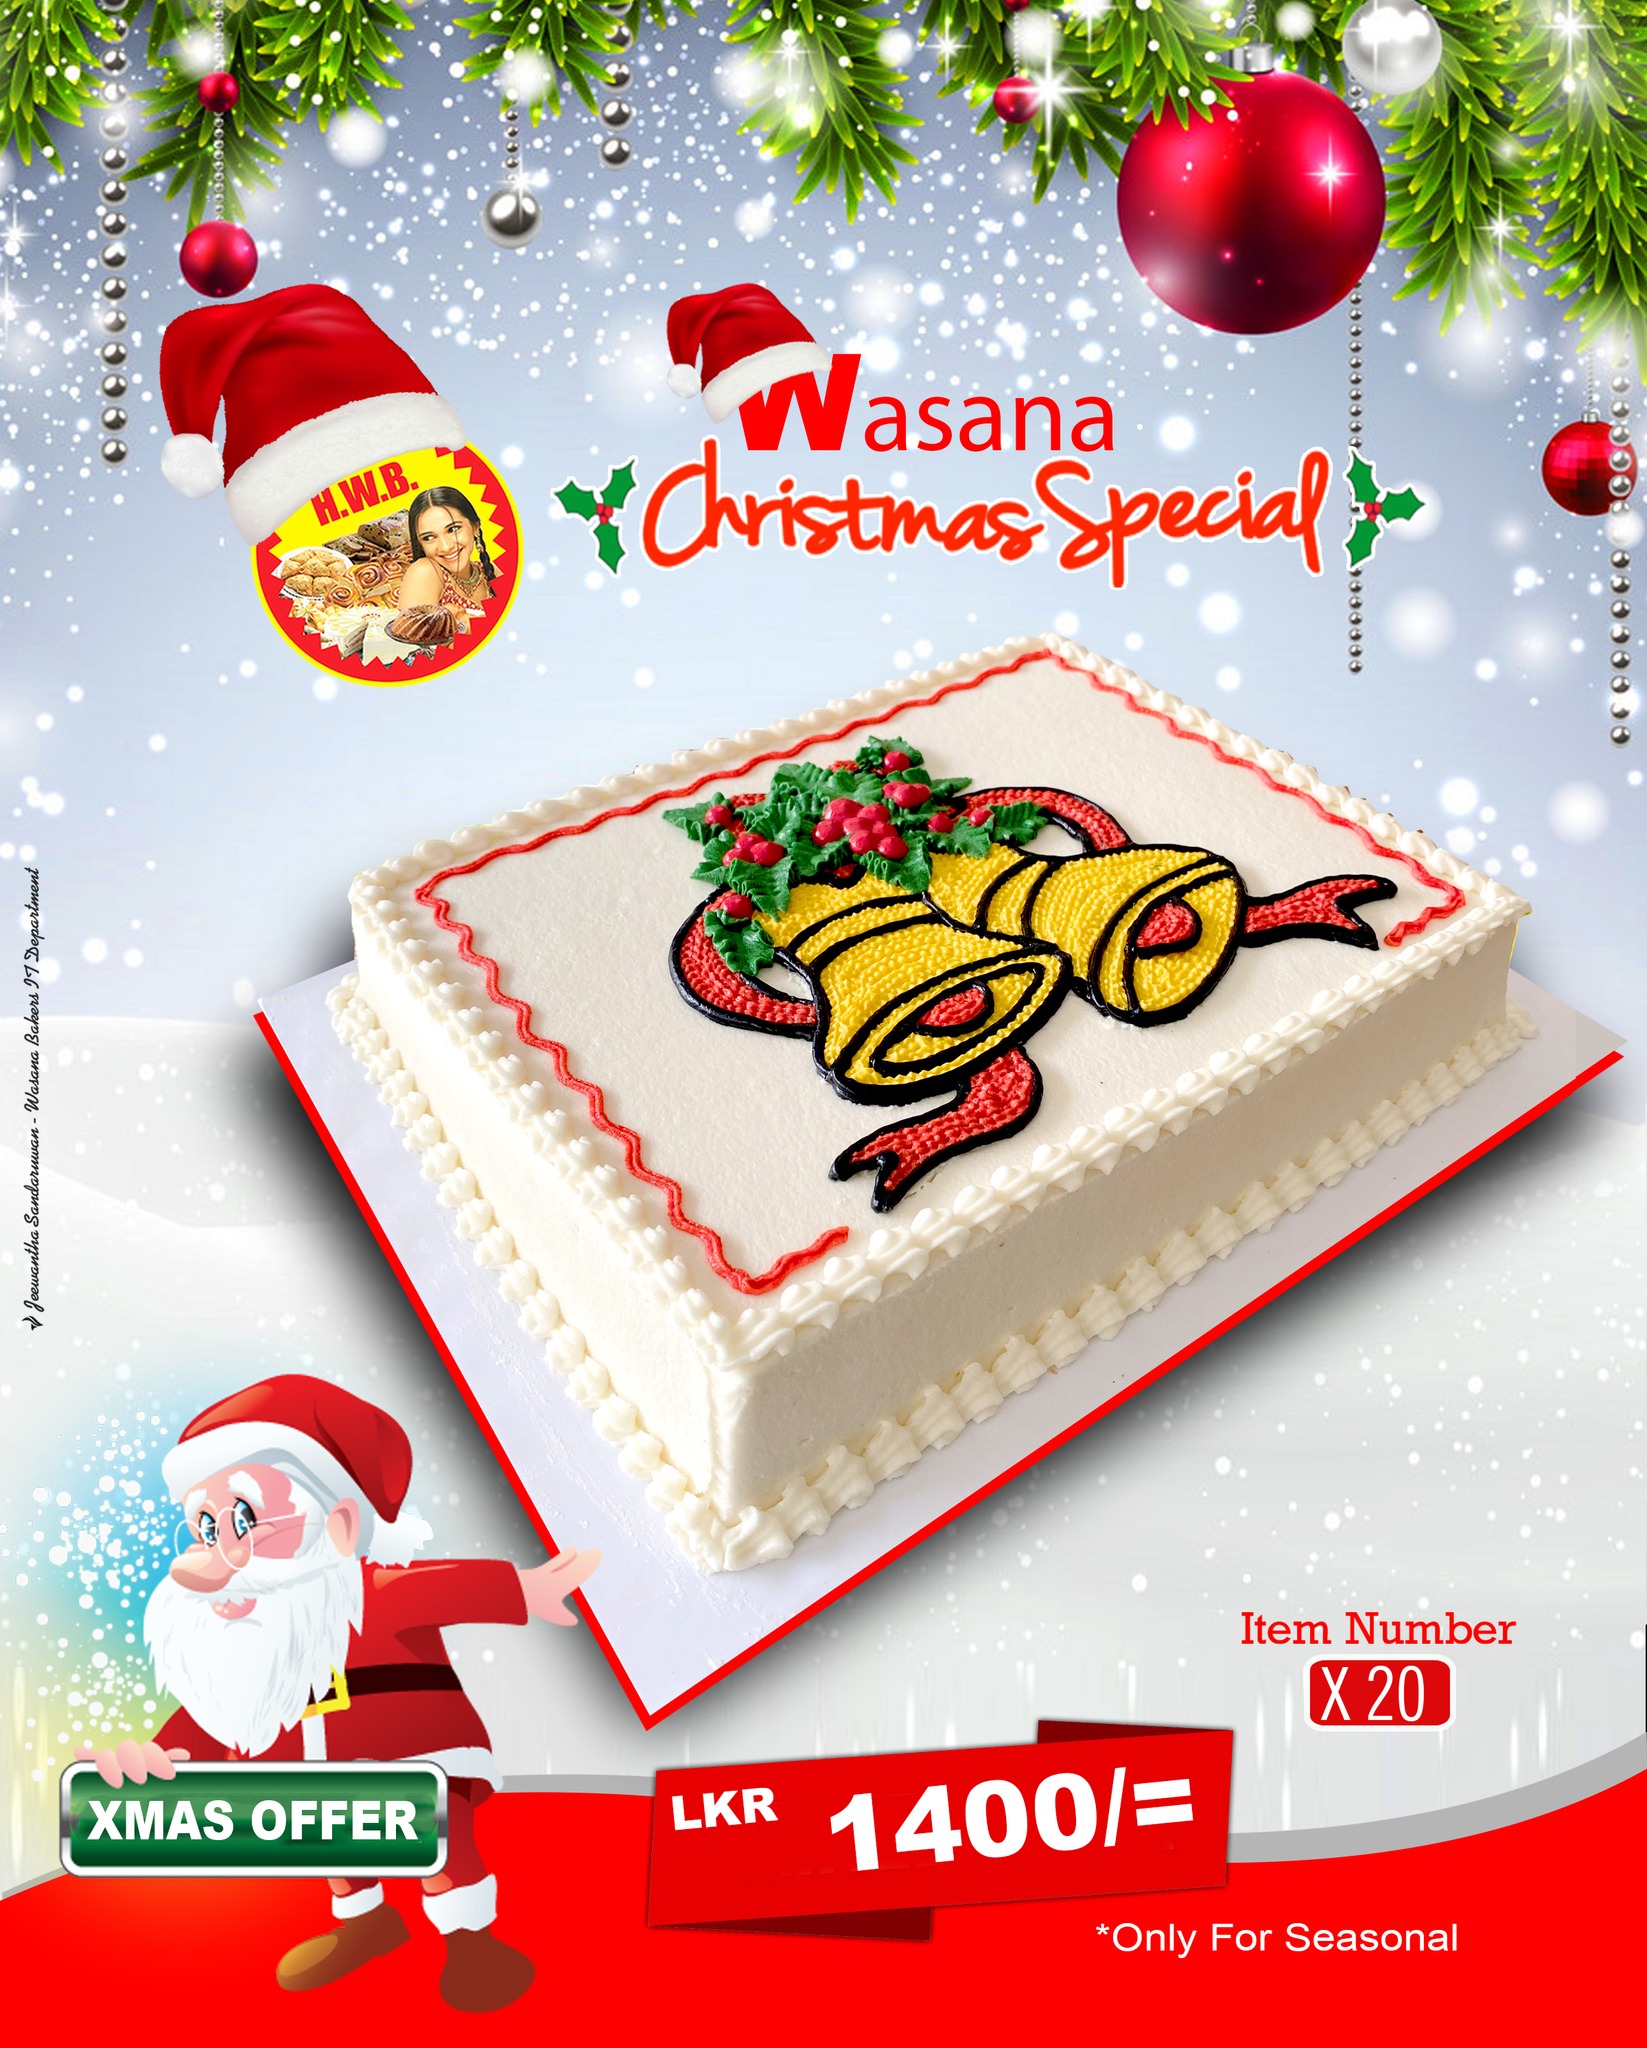 H.W.B.
Wasana
Christmas Special
Jeewantha Sandaruwan - Wasana Bakers IT Department
Item Number
X 20
XMAS OFFER
LKR 1400/=
*Only For Seasonal